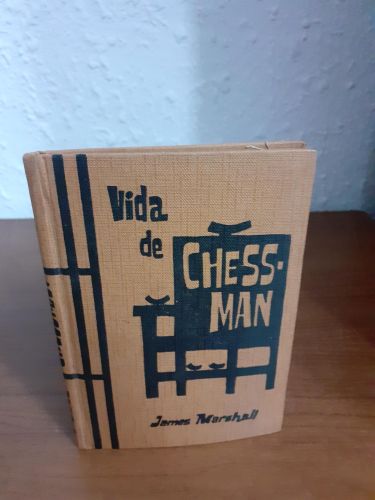 Vida
de
CHESS-
MAN
James Marshall